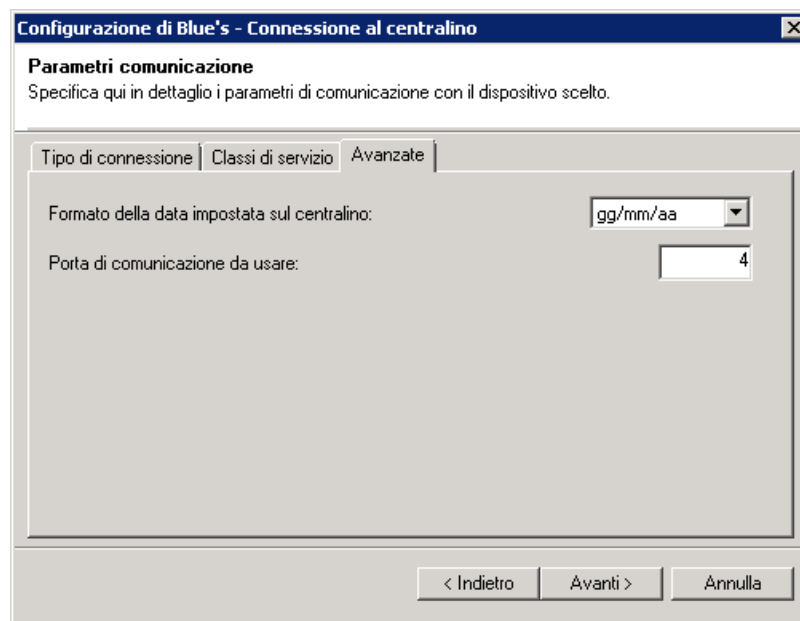 Configurazione di Blue's - Connessione al centralino
Parametri comunicazione
Specifica qui in dettaglio i parametri di comunicazione con il dispositivo scelto.
Tipo di connessione Classi di servizio Avanzate
Formato della data impostata sul centralino: gg/mm/aa
Porta di comunicazione da usare: 4
< Indietro Avanti > Annulla